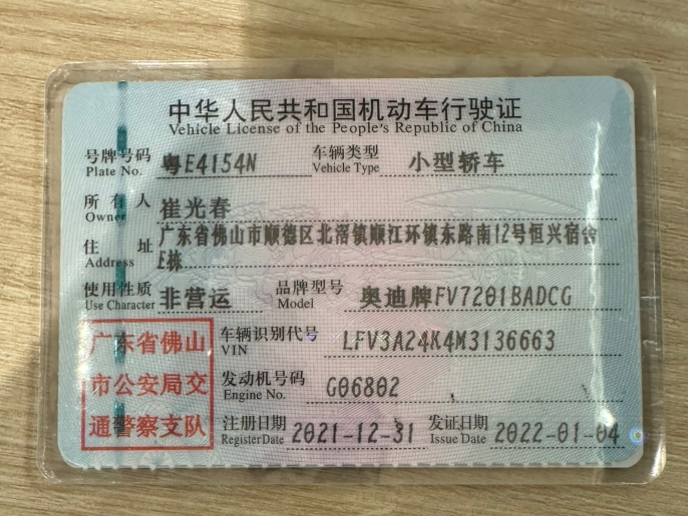 中华人民共和国机动车行驶证
Vehicle License of the People's Republic of China
号牌号码 粤E4154N 车辆类型 小型轿车
Plate No. Vehicle Type
所有人 崔光春
Owner
住址 广东省佛山市顺德区北滘镇顺江环镇东路南12号恒兴宿舍
Address E栋
使用性质 非营运 品牌型号 奥迪牌FV7201BADCG
Use Character Model
广东省佛山 车辆识别代号 LFV3A24K4M3136663
VIN
市公安局交 发动机号码 G06802
Engine No.
通警察支队 注册日期 2021-12-31 发证日期 2022-01-04
Register Date Issue Date